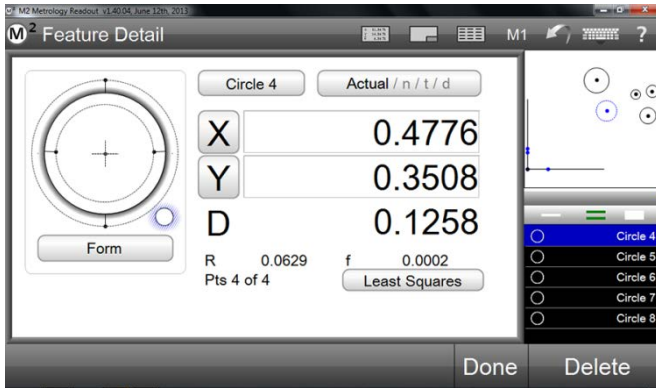 M2 Metrology Readout v1.40.04, June 12th, 2013
M2 Feature Detail M1 ?
Circle 4 Actual / n / t / d
X 0.4776
Y 0.3508
D 0.1258
R 0.0629 f 0.0002
Pts 4 of 4 Least Squares
Form
Circle 4
Circle 5
Circle 6
Circle 7
Circle 8
Done Delete